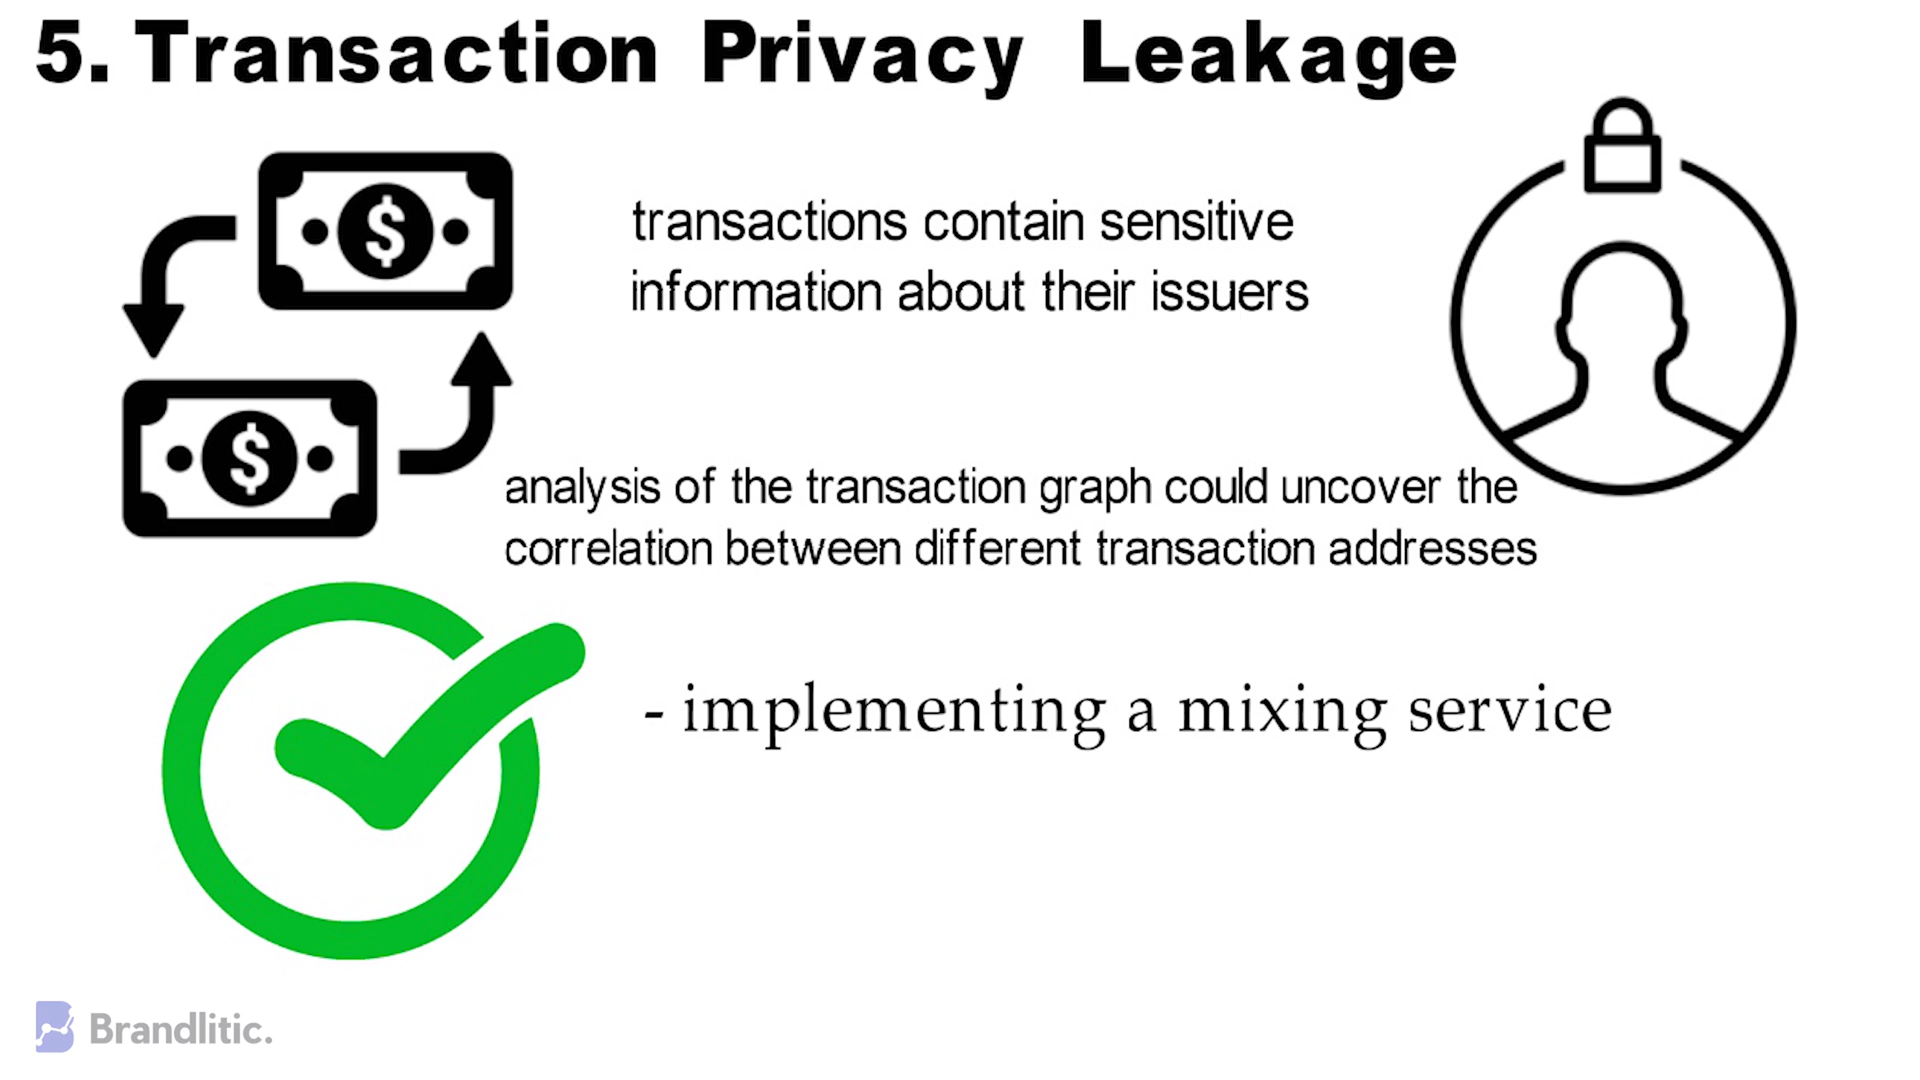 5. Transaction Privacy Leakage
transactions contain sensitive
information about their issuers
analysis of the transaction graph could uncover the
correlation between different transaction addresses
- implementing a mixing service
Brandlitic.